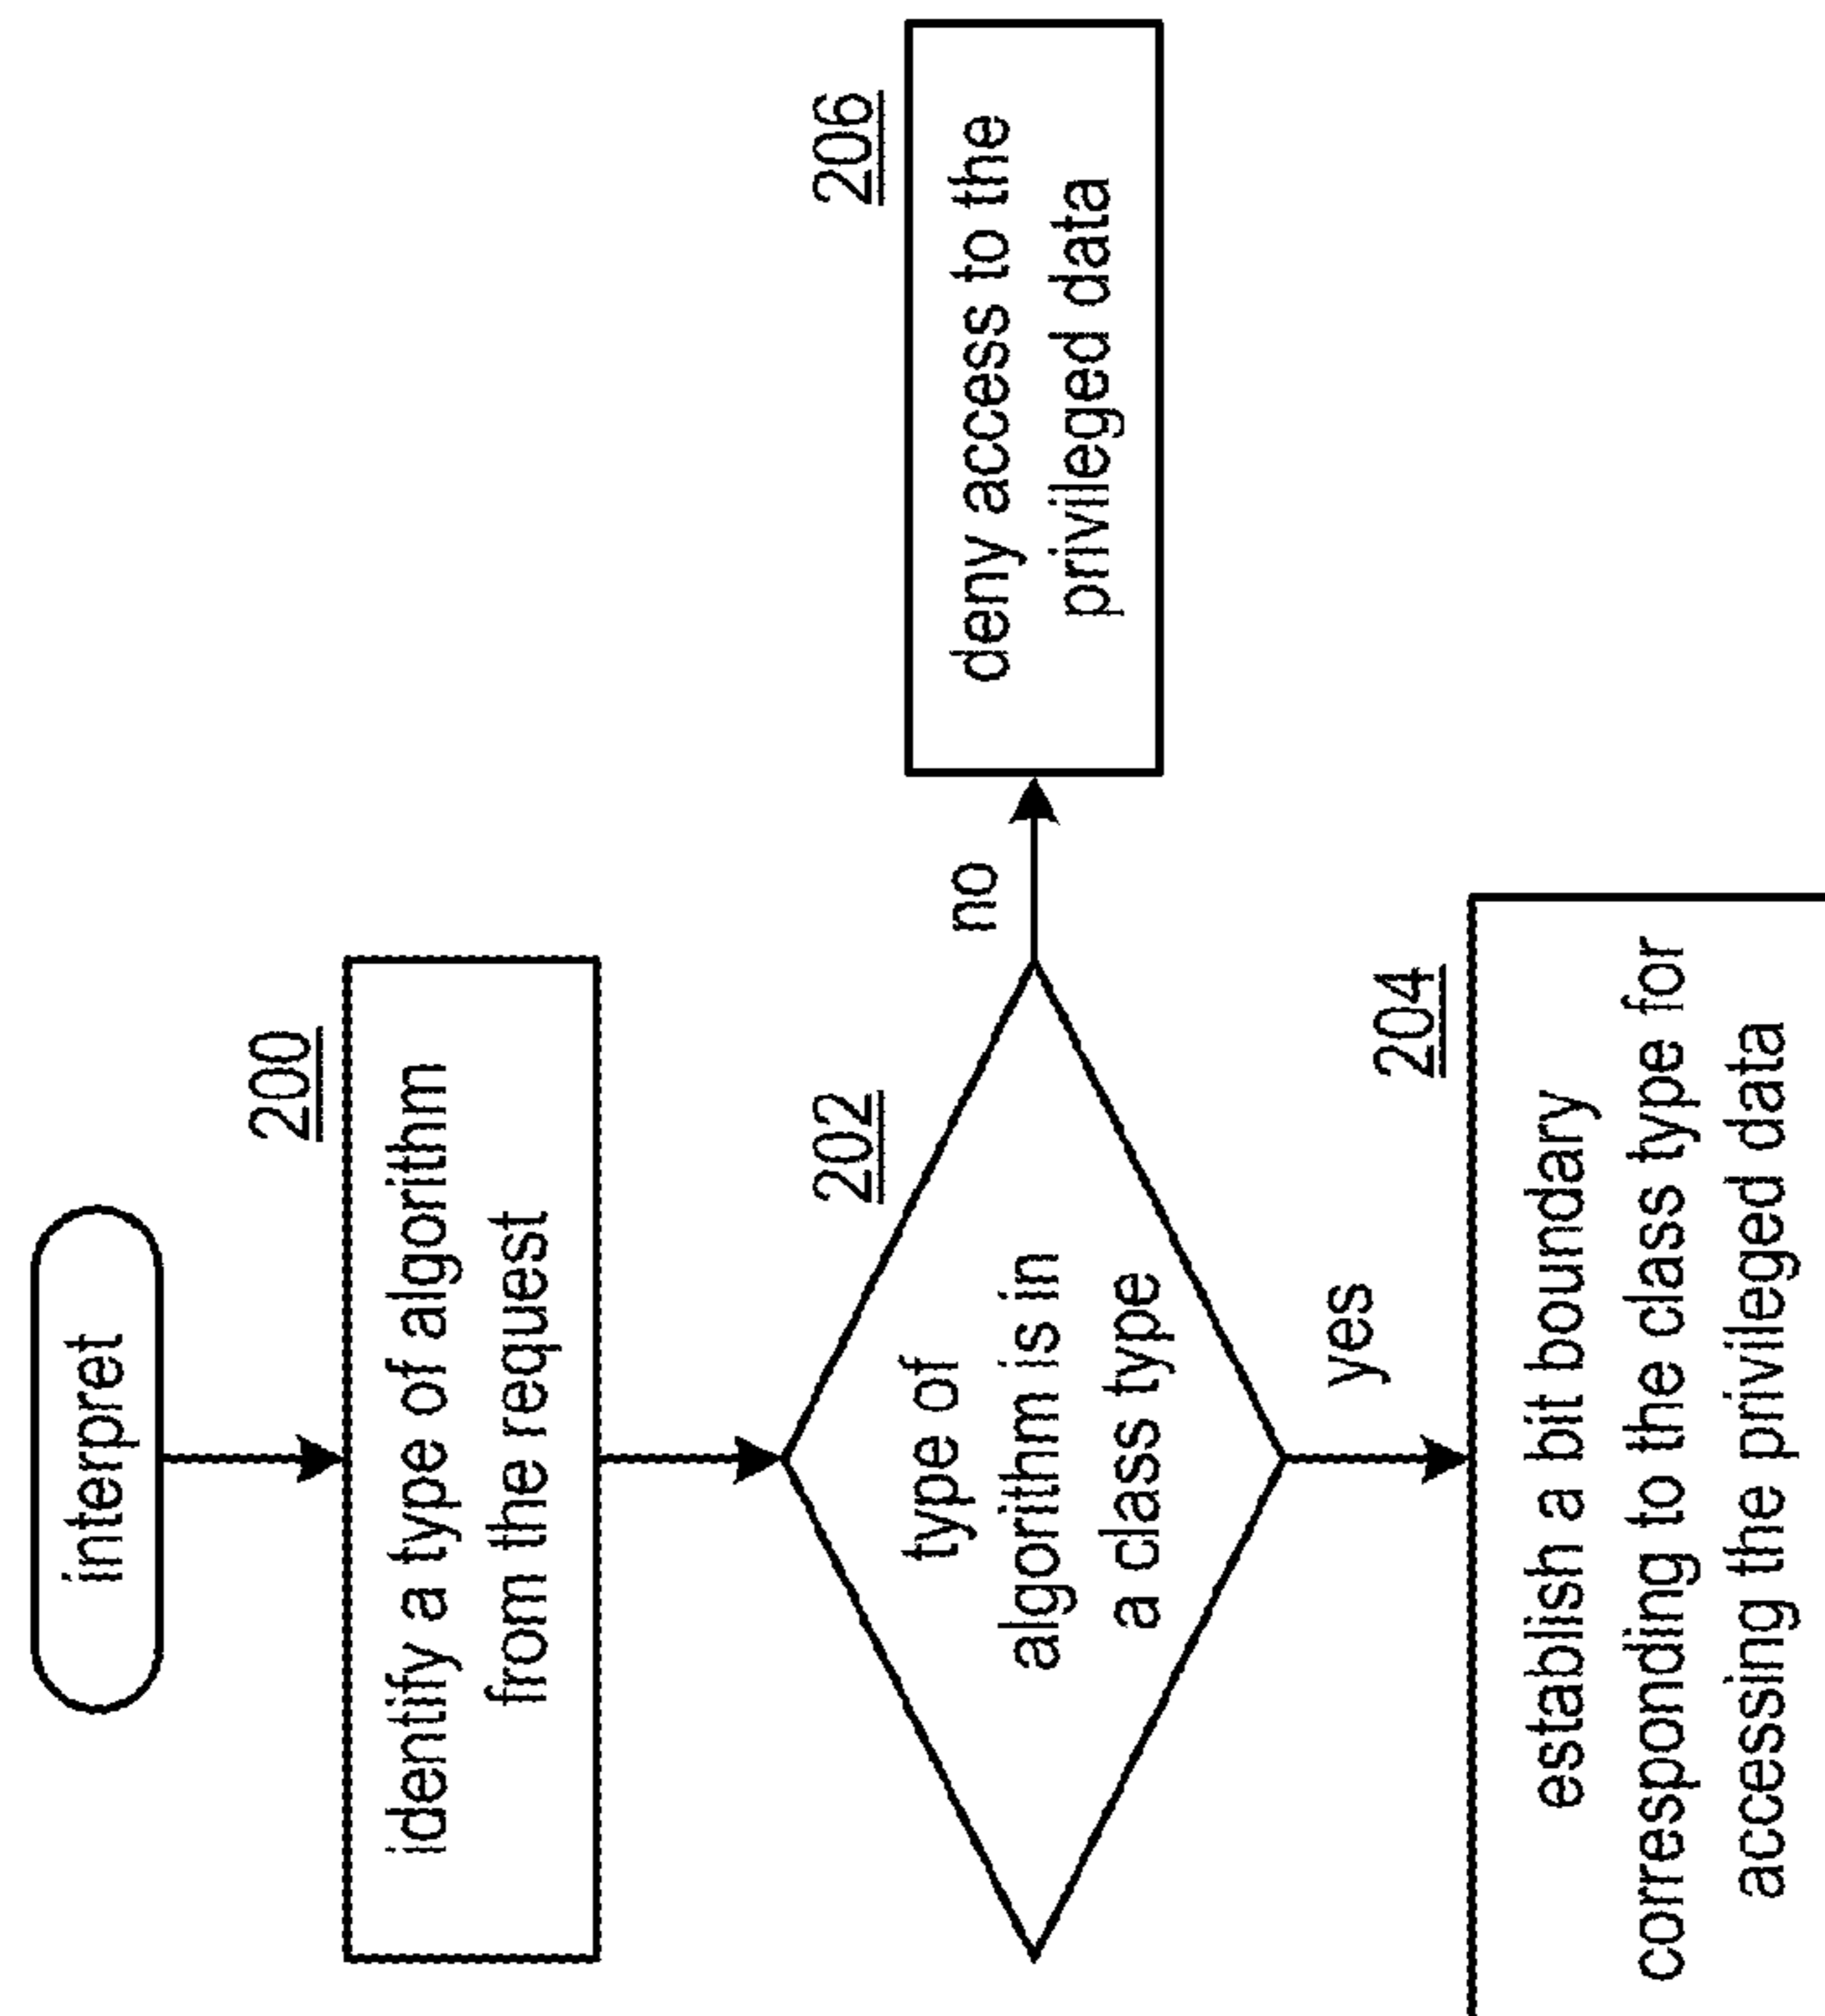 interpret
200
identify a type of algorithm
from the request
202
type of
algorithm is in
a class type
no
206
deny access to the
privileged data
yes
204
establish a bit boundary
corresponding to the class type for
accessing the privileged data